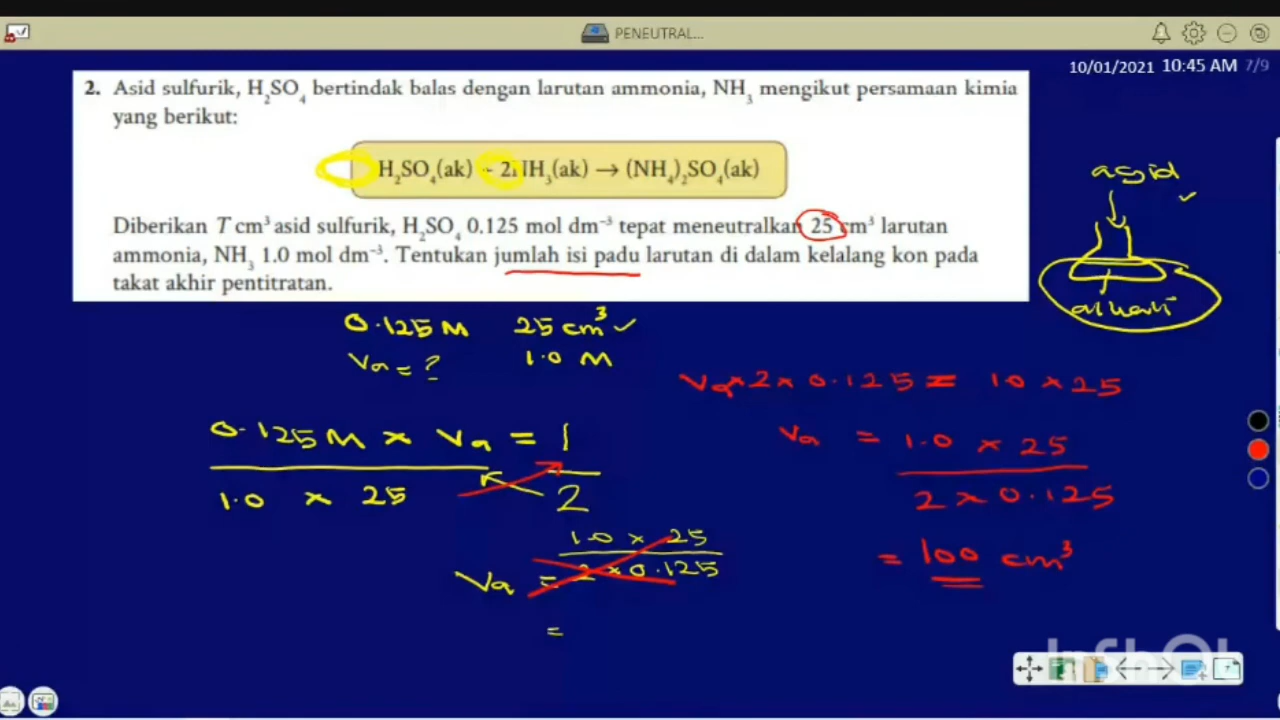 PENEUTRAL...
10/01/2021 10:45 AM 7/9
2. Asid sulfurik, H₂SO₄ bertindak balas dengan larutan ammonia, NH₃ mengikut persamaan kimia
yang berikut:
H₂SO₄(ak) - 2NH₃(ak) → (NH₄)₂SO₄(ak)
Diberikan T cm³ asid sulfurik, H₂SO₄ 0.125 mol dm⁻³ tepat meneutralkan 25 cm³ larutan
ammonia, NH₃ 1.0 mol dm⁻³. Tentukan jumlah isi padu larutan di dalam kelalang kon pada
takat akhir pentitratan.
asid ✓
alkali
0.125 M 25 cm³ ✓
Va = ? 1.0 M
0.125 M × Va = 1
1.0 × 25 2
1.0 × 25
Va = 2 × 0.125
=
Va × 2 × 0.125 = 10 × 25
Va = 1.0 × 25
2 × 0.125
= 100 cm³